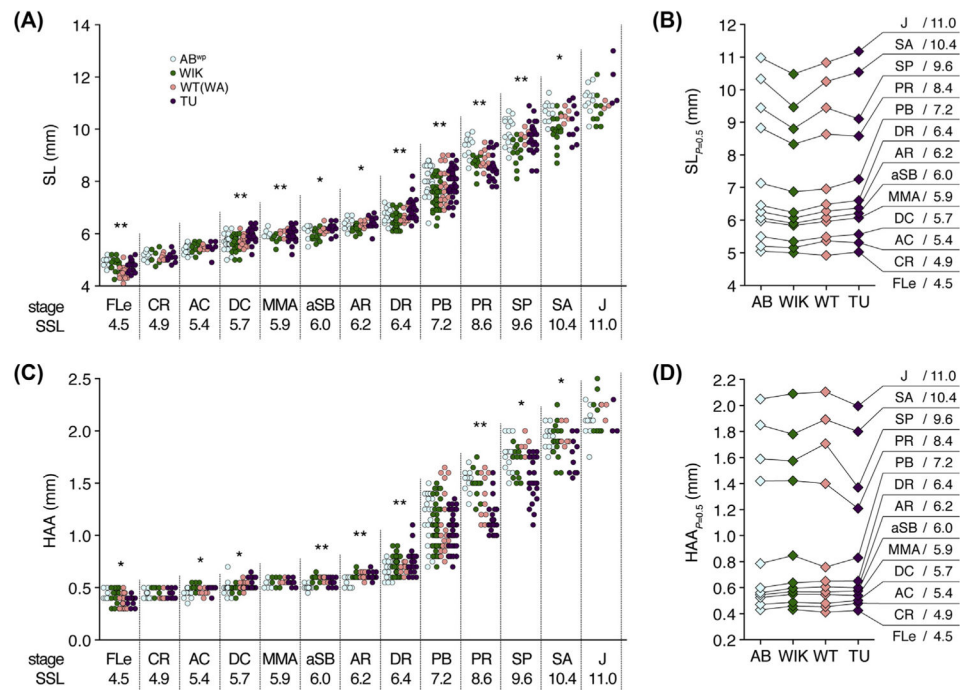 (A)
14
12
10
8
6
4
SL (mm)
ABwp
WIK
WT(WA)
TU
**
**
**
*
*
**
**
**
**
*
stage FLe CR AC DC MMA aSB AR DR PB PR SP SA J
SSL 4.5 4.9 5.4 5.7 5.9 6.0 6.2 6.4 7.2 8.6 9.6 10.4 11.0
(B)
12
11
10
9
8
7
6
5
4
SLP=0.5 (mm)
AB WIK WT TU
J / 11.0
SA / 10.4
SP / 9.6
PR / 8.4
PB / 7.2
DR / 6.4
AR / 6.2
aSB / 6.0
MMA / 5.9
DC / 5.7
AC / 5.4
CR / 4.9
FLe / 4.5
(C)
2.5
2.0
1.5
1.0
0.5
0.0
HAA (mm)
*
*
*
**
**
**
**
*
*
stage FLe CR AC DC MMA aSB AR DR PB PR SP SA J
SSL 4.5 4.9 5.4 5.7 5.9 6.0 6.2 6.4 7.2 8.6 9.6 10.4 11.0
(D)
2.2
2.0
1.8
1.6
1.4
1.2
1.0
0.8
0.6
0.4
0.2
HAAP=0.5 (mm)
AB WIK WT TU
J / 11.0
SA / 10.4
SP / 9.6
PR / 8.4
PB / 7.2
DR / 6.4
AR / 6.2
aSB / 6.0
MMA / 5.9
DC / 5.7
AC / 5.4
CR / 4.9
FLe / 4.5